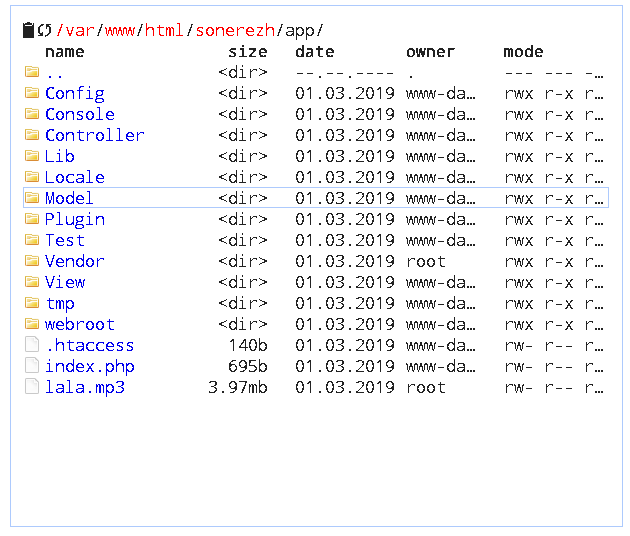 /var/www/html/sonerezh/app/
name size date owner mode
.. <dir> --.--.---- . --- --- -…
Config <dir> 01.03.2019 www-da… rwx r-x r…
Console <dir> 01.03.2019 www-da… rwx r-x r…
Controller <dir> 01.03.2019 www-da… rwx r-x r…
Lib <dir> 01.03.2019 www-da… rwx r-x r…
Locale <dir> 01.03.2019 www-da… rwx r-x r…
Model <dir> 01.03.2019 www-da… rwx r-x r…
Plugin <dir> 01.03.2019 www-da… rwx r-x r…
Test <dir> 01.03.2019 www-da… rwx r-x r…
Vendor <dir> 01.03.2019 root rwx r-x r…
View <dir> 01.03.2019 www-da… rwx r-x r…
tmp <dir> 01.03.2019 www-da… rwx r-x r…
webroot <dir> 01.03.2019 www-da… rwx r-x r…
.htaccess 140b 01.03.2019 www-da… rw- r-- r…
index.php 695b 01.03.2019 www-da… rw- r-- r…
lala.mp3 3.97mb 01.03.2019 root rw- r-- r…